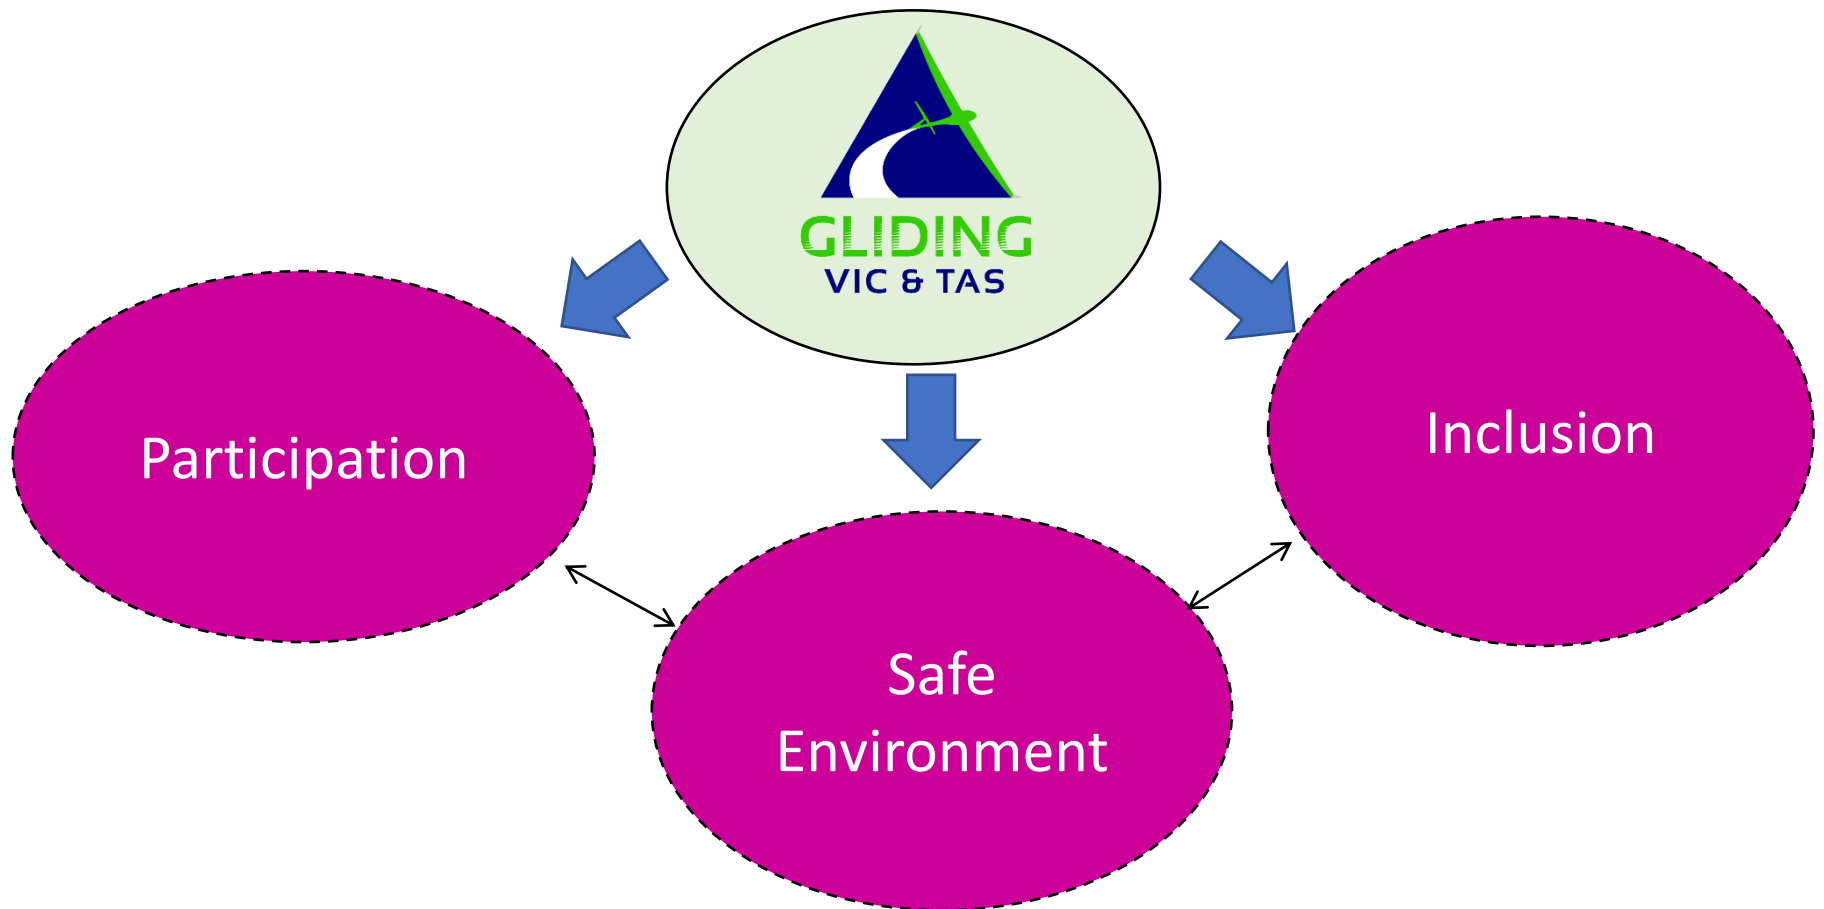 GLIDING
VIC & TAS
Participation
Inclusion
Safe
Environment